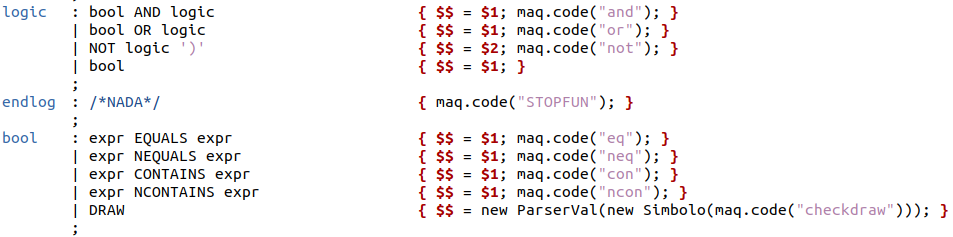 logic : bool AND logic { $$ = $1; maq.code("and"); }
| bool OR logic { $$ = $1; maq.code("or"); }
| NOT logic ')' { $$ = $2; maq.code("not"); }
| bool { $$ = $1; }
;
endlog : /*NADA*/ { maq.code("STOPFUN"); }
;
bool : expr EQUALS expr { $$ = $1; maq.code("eq"); }
| expr NEQUALS expr { $$ = $1; maq.code("neq"); }
| expr CONTAINS expr { $$ = $1; maq.code("con"); }
| expr NCONTAINS expr { $$ = $1; maq.code("ncon"); }
| DRAW { $$ = new ParserVal(new Simbolo(maq.code("checkdraw"))); }
;